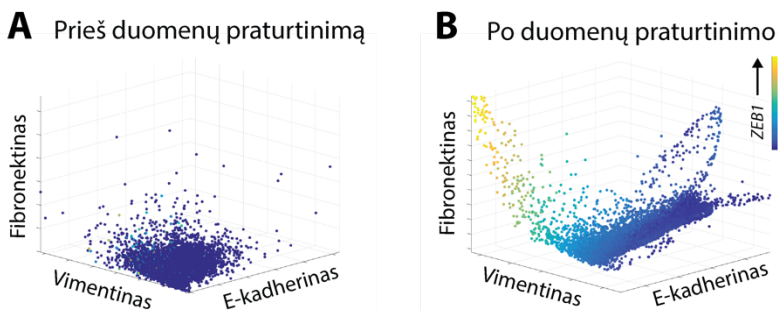 A Prieš duomenų praturtinimą
Fibronektinas
Vimentinas
E-kadherinas
B Po duomenų praturtinimo
ZEB1
Fibronektinas
Vimentinas
E-kadherinas